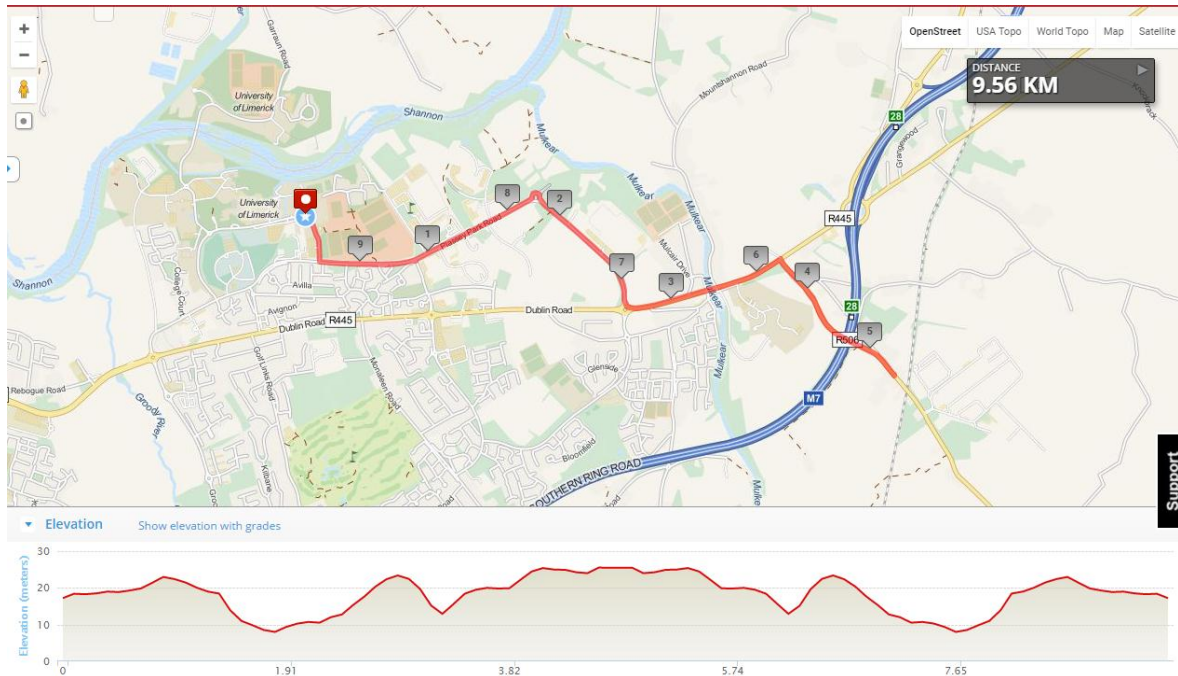 +
−
OpenStreet USA Topo World Topo Map Satellite
DISTANCE
9.56 KM
Garraun Road
University
of Limerick
Shannon
Mountshannon Road
28
Grangewood
Mulkear
Mulkear
University
of Limerick
8
2
R445
1
Plassey Park Road
9
6
Shannon
College Court
Avilla
Mulcair Drive
7
3
4
Mulkear
Avignon
Dublin Road
R445
Dublin Road
28
5
R506
Golf Links Road
Monaleen Road
Glenside
Rebogue Road
Groody River
M7
Mulkear
Bloomfield
Kilbane
SOUTHERN RING ROAD
Support
Elevation
Show elevation with grades
Elevation (meters)
30
20
10
0
0 1.91 3.82 5.74 7.65